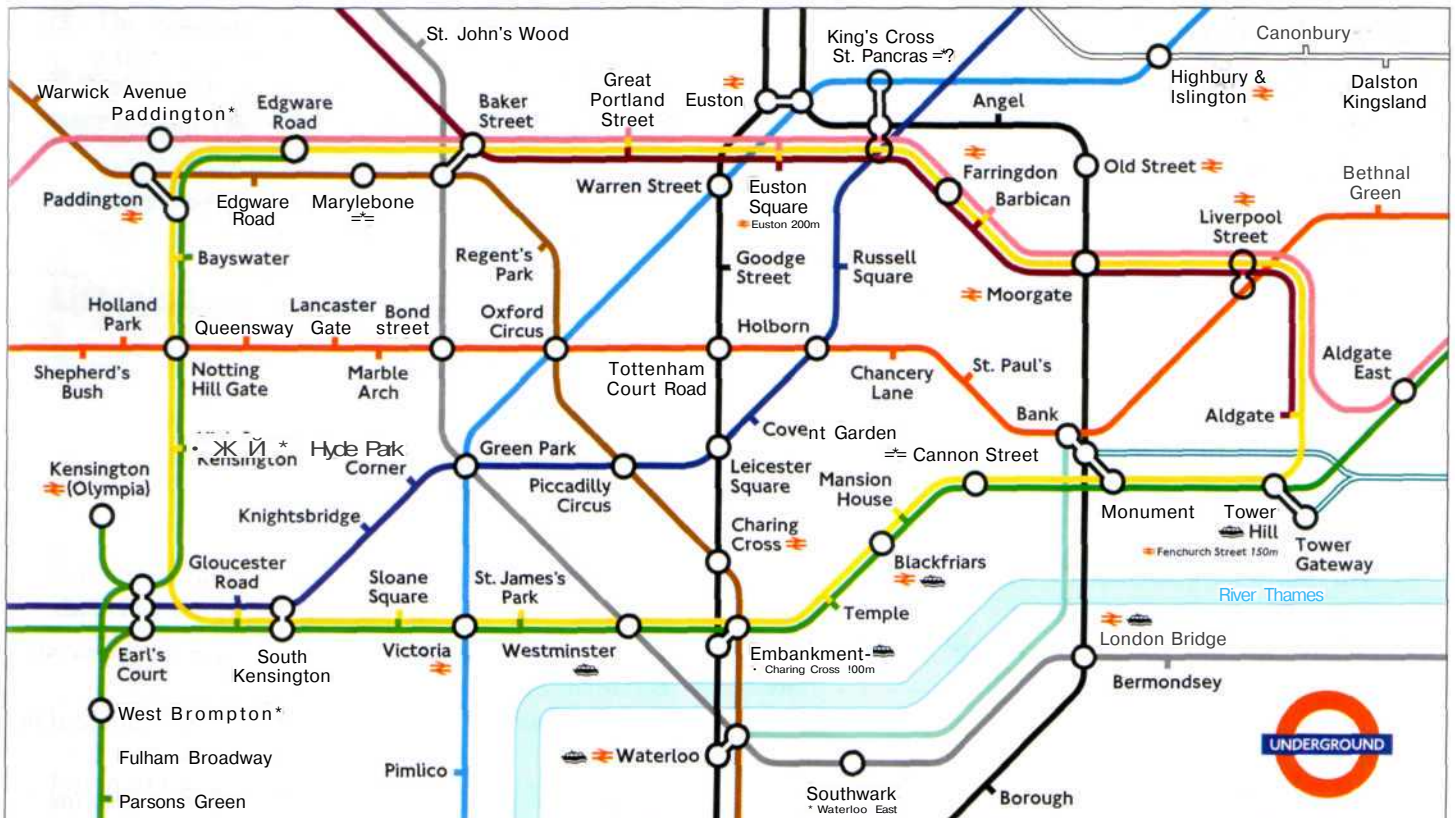 St. John's Wood
King's Cross
St. Pancras
Canonbury
Highbury &
Islington
Dalston
Kingsland
Warwick Avenue
Paddington*
Edgware
Road
Baker
Street
Great
Portland
Street
Euston
Angel
Old Street
Bethnal
Green
Paddington
Edgware
Road
Marylebone
Warren Street
Euston
Square
Euston 200m
Farringdon
Barbican
Liverpool
Street
Bayswater
Regent's
Park
Goodge
Street
Russell
Square
Moorgate
Holland
Park
Queensway
Lancaster
Gate
Bond
street
Oxford
Circus
Holborn
Shepherd's
Bush
Notting
Hill Gate
Marble
Arch
Tottenham
Court Road
Chancery
Lane
St. Paul's
Aldgate
East
Bank
Aldgate
Covent Garden
Ж Й * Hyde Park
Kensington
Corner
Green Park
Cannon Street
Kensington
(Olympia)
Piccadilly
Circus
Leicester
Square
Mansion
House
Knightsbridge
Charing
Cross
Monument
Tower
Hill
Fenchurch Street 150m
Tower
Gateway
Gloucester
Road
Sloane
Square
St. James's
Park
Blackfriars
Temple
River Thames
Earl's
Court
South
Kensington
Victoria
Westminster
Embankment-
· Charing Cross !00m
London Bridge
Bermondsey
West Brompton*
Fulham Broadway
Parsons Green
Pimlico
Waterloo
Southwark
* Waterloo East
Borough
UNDERGROUND